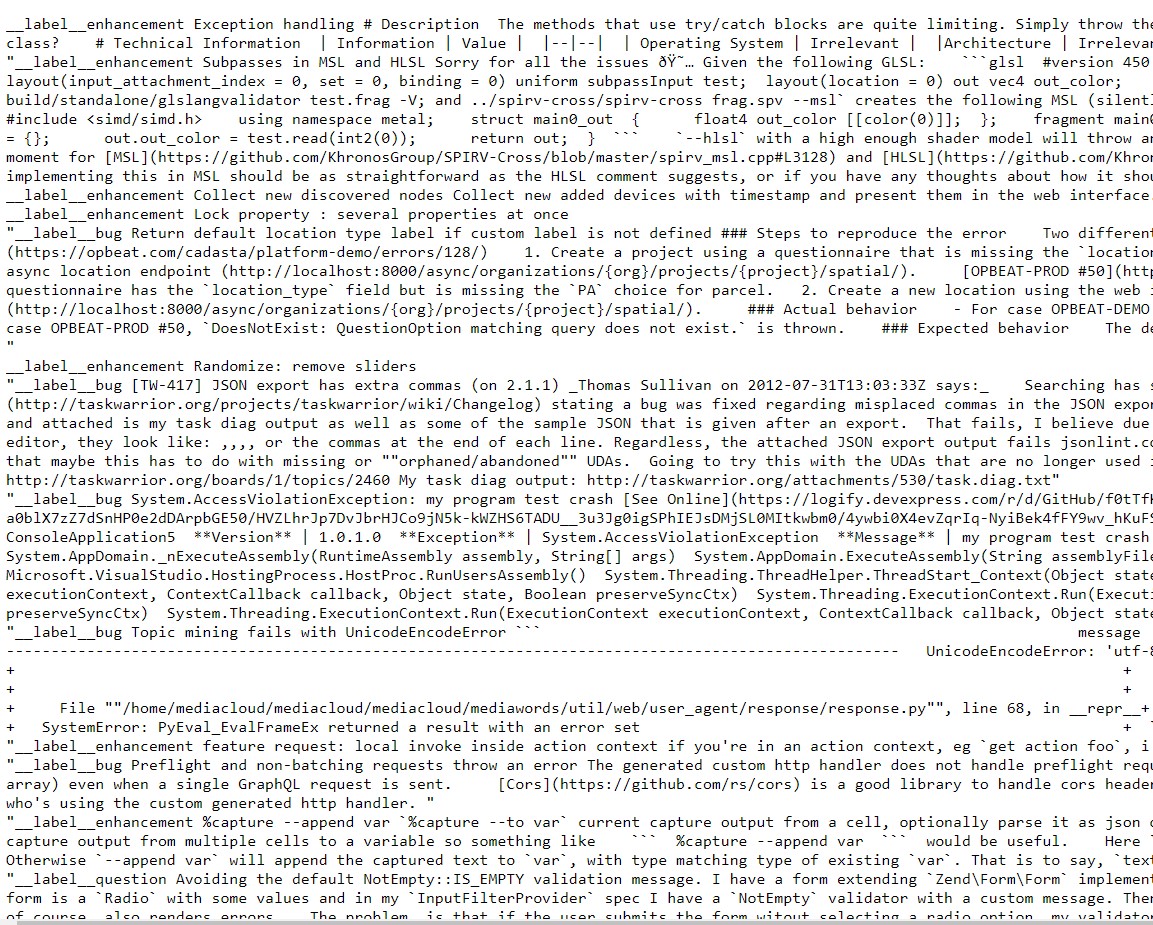 __label__enhancement Exception handling # Description  The methods that use try/catch blocks are quite limiting. Simply throw the
class?    # Technical Information  | Information | Value |  |--|--|  | Operating System | Irrelevant |  |Architecture | Irrelevan
"__label__enhancement Subpasses in MSL and HLSL Sorry for all the issues ðŸ˜… Given the following GLSL:    ```glsl  #version 450
layout(input_attachment_index = 0, set = 0, binding = 0) uniform subpassInput test;  layout(location = 0) out vec4 out_color;
build/standalone/glslangvalidator test.frag -V; and ../spirv-cross/spirv-cross frag.spv --msl` creates the following MSL (silentl
#include <simd/simd.h>    using namespace metal;    struct main0_out  {      float4 out_color [[color(0)]];  };    fragment main0
= {};      out.out_color = test.read(int2(0));      return out;  }  ```    `--hlsl` with a high enough shader model will throw an
moment for [MSL](https://github.com/KhronosGroup/SPIRV-Cross/blob/master/spirv_msl.cpp#L3128) and [HLSL](https://github.com/Khron
implementing this in MSL should be as straightforward as the HLSL comment suggests, or if you have any thoughts about how it shou
__label__enhancement Collect new discovered nodes Collect new added devices with timestamp and present them in the web interface.
__label__enhancement Lock property : several properties at once
"__label__bug Return default location type label if custom label is not defined ### Steps to reproduce the error    Two different
(https://opbeat.com/cadasta/platform-demo/errors/128/)    1. Create a project using a questionnaire that is missing the `location
async location endpoint (http://localhost:8000/async/organizations/{org}/projects/{project}/spatial/).     [OPBEAT-PROD #50](http
questionnaire has the `location_type` field but is missing the `PA` choice for parcel.   2. Create a new location using the web i
(http://localhost:8000/async/organizations/{org}/projects/{project}/spatial/).     ### Actual behavior    - For case OPBEAT-DEMO
case OPBEAT-PROD #50, `DoesNotExist: QuestionOption matching query does not exist.` is thrown.    ### Expected behavior    The de
"
__label__enhancement Randomize: remove sliders
"__label__bug [TW-417] JSON export has extra commas (on 2.1.1) _Thomas Sullivan on 2012-07-31T13:03:33Z says:_    Searching has s
(http://taskwarrior.org/projects/taskwarrior/wiki/Changelog) stating a bug was fixed regarding misplaced commas in the JSON expor
and attached is my task diag output as well as some of the sample JSON that is given after an export.  That fails, I believe due
editor, they look like: ,,,, or the commas at the end of each line. Regardless, the attached JSON export output fails jsonlint.co
that maybe this has to do with missing or ""orphaned/abandoned"" UDAs.  Going to try this with the UDAs that are no longer used i
http://taskwarrior.org/boards/1/topics/2460 My task diag output: http://taskwarrior.org/attachments/530/task.diag.txt"
"__label__bug System.AccessViolationException: my program test crash [See Online](https://logify.devexpress.com/r/d/GitHub/f0tTfH
a0blX7zZ7dSnHP0e2dDArpbGE50/HVZLhrJp7DvJbrHJCo9jN5k-kWZHS6TADU__3u3Jg0igSPhIEJsDMjSL0MItkwbm0/4ywbi0X4evZqrIq-NyiBek4fFY9wv_hKuFS
ConsoleApplication5  **Version** | 1.0.1.0  **Exception** | System.AccessViolationException  **Message** | my program test crash
System.AppDomain._nExecuteAssembly(RuntimeAssembly assembly, String[] args)  System.AppDomain.ExecuteAssembly(String assemblyFile
Microsoft.VisualStudio.HostingProcess.HostProc.RunUsersAssembly()  System.Threading.ThreadHelper.ThreadStart_Context(Object state
executionContext, ContextCallback callback, Object state, Boolean preserveSyncCtx)  System.Threading.ExecutionContext.Run(Executi
preserveSyncCtx)  System.Threading.ExecutionContext.Run(ExecutionContext executionContext, ContextCallback callback, Object state
"__label__bug Topic mining fails with UnicodeEncodeError ```                                                                 message
----------------------------------------------------------------------------------------------------   UnicodeEncodeError: 'utf-8
+ +
+ +
+     File ""/home/mediacloud/mediacloud/mediacloud/mediawords/util/web/user_agent/response/response.py"", line 68, in __repr__+
+   SystemError: PyEval_EvalFrameEx returned a result with an error set +
"__label__enhancement feature request: local invoke inside action context if you're in an action context, eg `get action foo`, i
"__label__bug Preflight and non-batching requests throw an error The generated custom http handler does not handle preflight requ
array) even when a single GraphQL request is sent.     [Cors](https://github.com/rs/cors) is a good library to handle cors header
who's using the custom generated http handler. "
"__label__enhancement %capture --append var `%capture --to var` current capture output from a cell, optionally parse it as json o
capture output from multiple cells to a variable so something like    ```  %capture --append var  ```  would be useful.    Here `
Otherwise `--append var` will append the captured text to `var`, with type matching type of existing `var`. That is to say, `text
"__label__question Avoiding the default NotEmpty::IS_EMPTY validation message. I have a form extending `Zend\Form\Form` implement
form is a `Radio` with some values and in my `InputFilterProvider` spec I have a `NotEmpty` validator with a custom message. Ther
of course, also renders errors.   The problem, is that if the user submits the form witout selecting a radio option, my validator